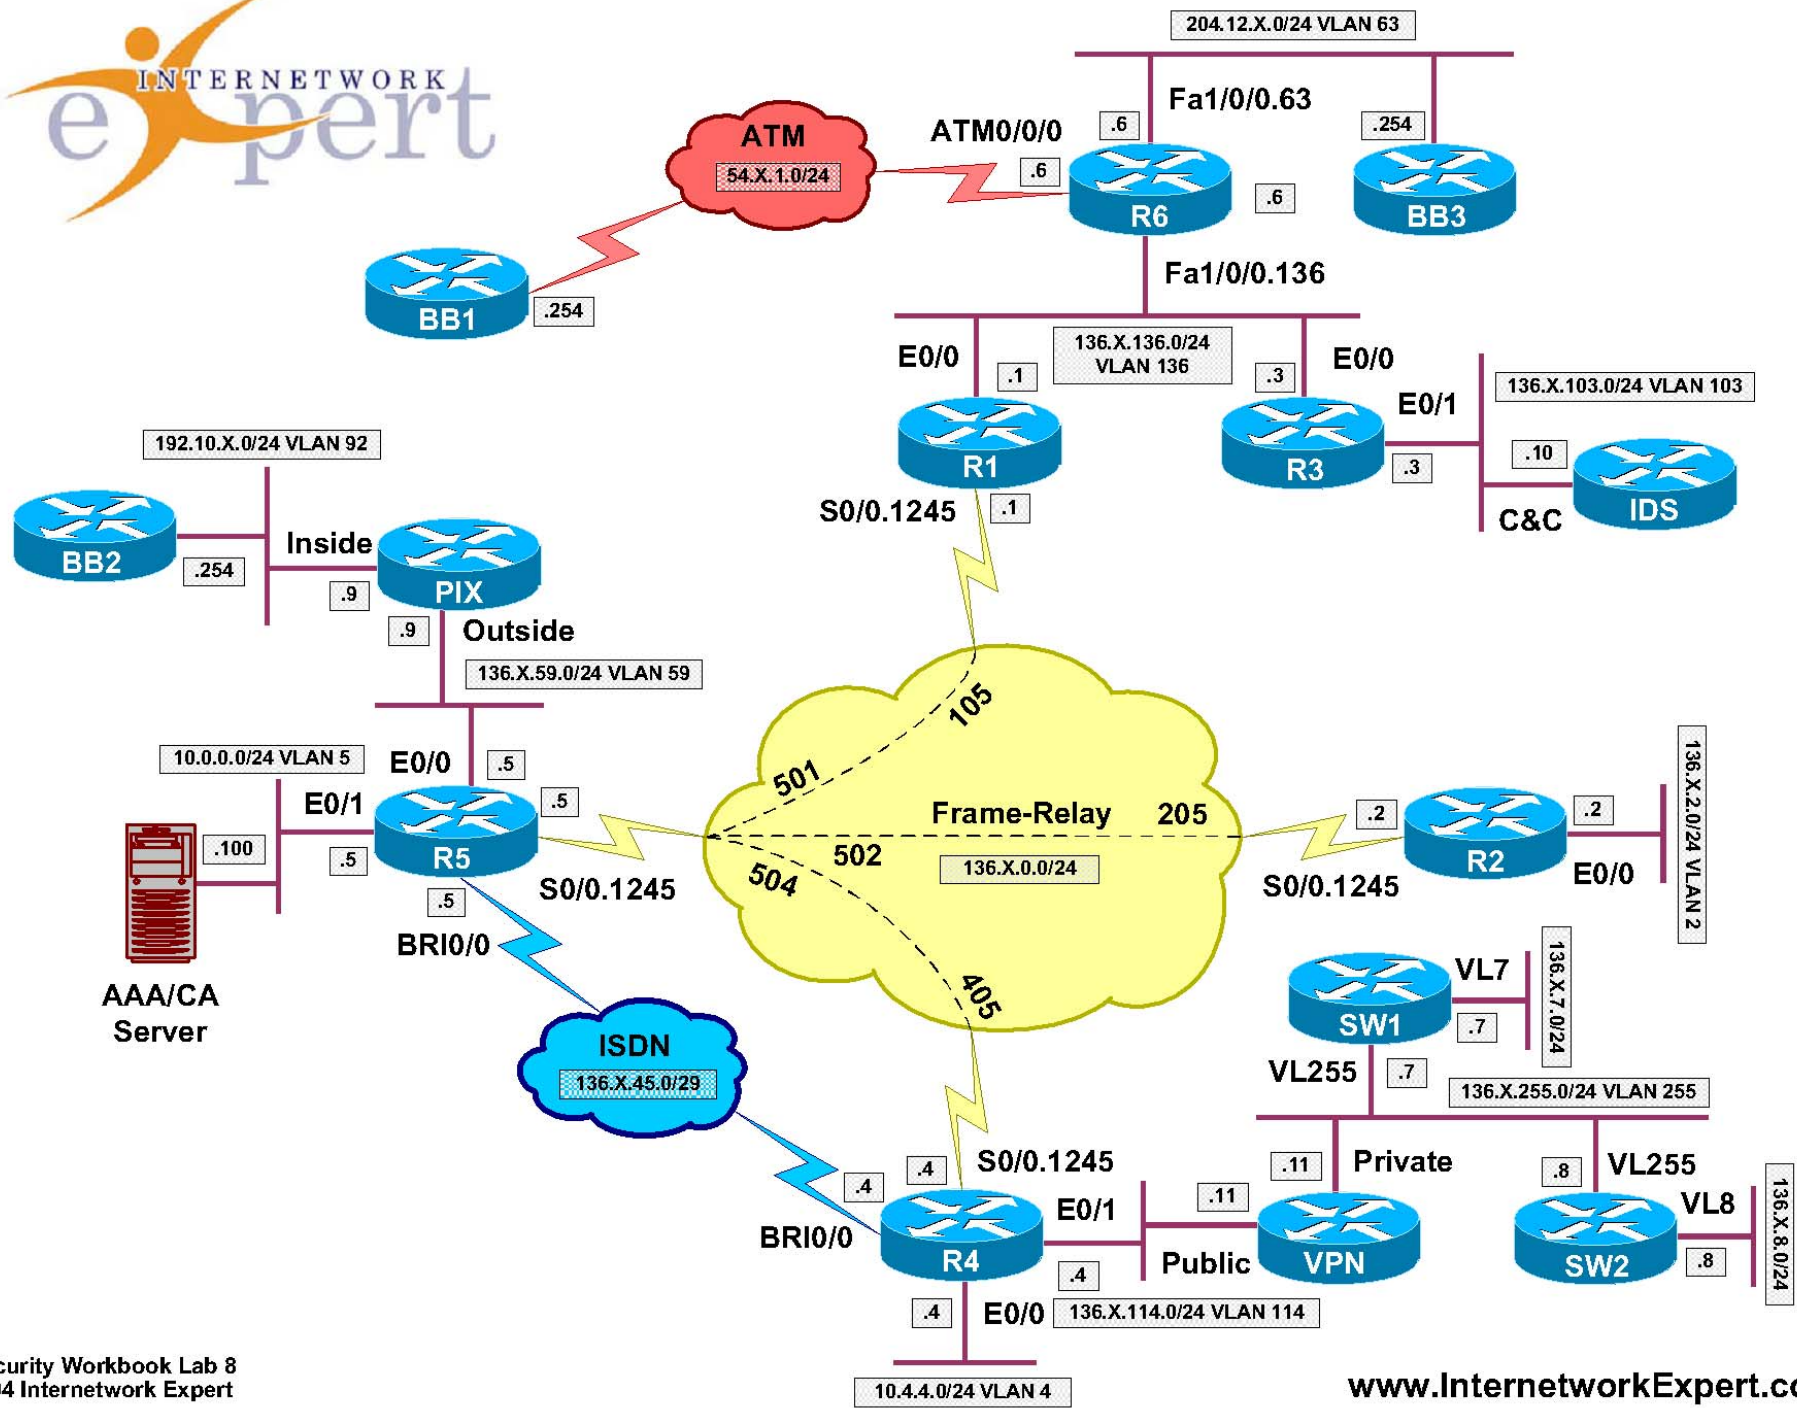 INTERNETWORK
eXpert
204.12.X.0/24 VLAN 63
Fa1/0/0.63
ATM0/0/0
.6
.254
ATM
54.X.1.0/24
.6
R6
.6
BB3
BB1
.254
Fa1/0/0.136
E0/0
136.X.136.0/24
VLAN 136
E0/0
.1
.3
E0/1
136.X.103.0/24 VLAN 103
R1
R3
.3
.10
IDS
C&C
S0/0.1245
.1
192.10.X.0/24 VLAN 92
BB2
.254
Inside
.9
PIX
.9
Outside
136.X.59.0/24 VLAN 59
10.0.0.0/24 VLAN 5
E0/0
.5
E0/1
.5
.100
.5
R5
.5
S0/0.1245
BRI0/0
AAA/CA
Server
105
501
Frame-Relay
205
502
136.X.0.0/24
504
405
.2
R2
.2
S0/0.1245
E0/0
136.X.2.0/24 VLAN 2
ISDN
136.X.45.0/29
SW1
VL7
.7
136.X.7.0/24
VL255
.7
136.X.255.0/24 VLAN 255
.11
Private
.8
VL255
VL8
136.X.8.0/24
SW2
.8
S0/0.1245
.4
.4
BRI0/0
R4
E0/1
.11
.4
Public
VPN
.4
E0/0
136.X.114.0/24 VLAN 114
10.4.4.0/24 VLAN 4
curity Workbook Lab 8
04 Internetwork Expert
www.InternetworkExpert.co